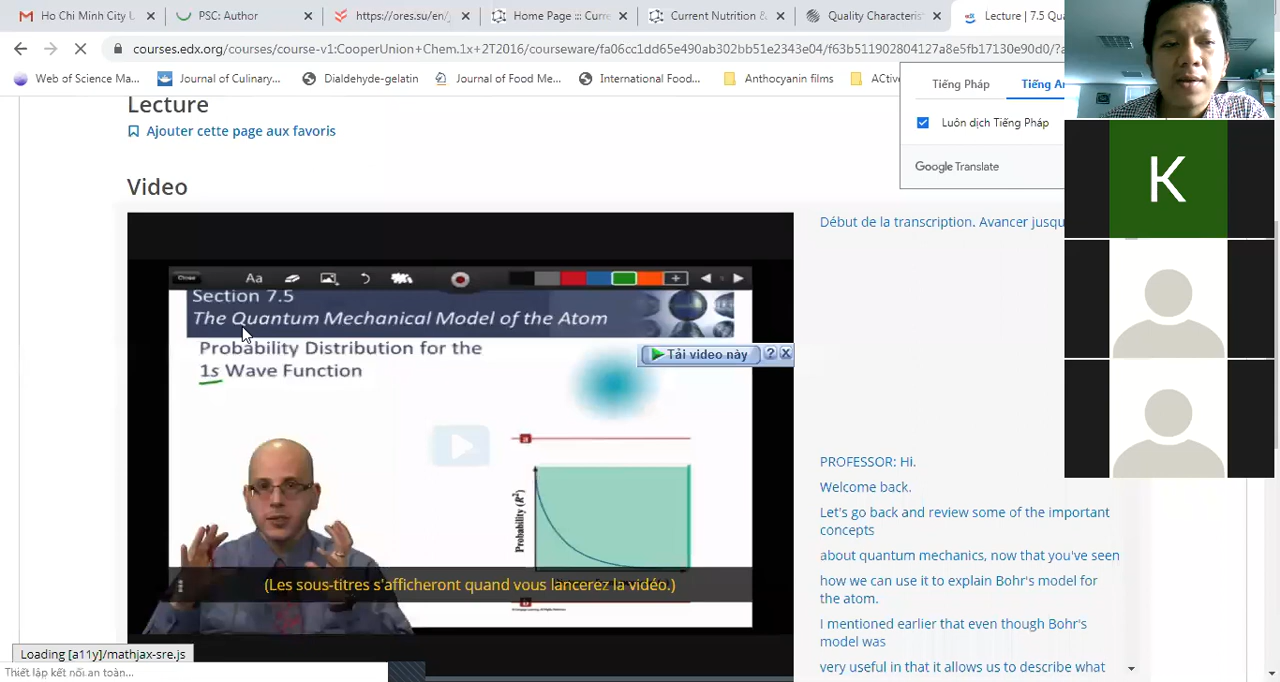 Ho Chi Minh City U
PSC: Author
https://ores.su/en/j
Home Page ::: Curre
Current Nutrition &
Quality Characterist
Lecture | 7.5 Qua
courses.edx.org/courses/course-v1:CooperUnion+Chem.1x+2T2016/courseware/fa06cc1dd65e490ab302bb51e2343e04/f63b511902804127a8e5fb17130e90d0/?a
Web of Science Ma...
Journal of Culinary...
Dialdehyde-gelatin
Journal of Food Me...
International Food...
Anthocyanin films
ACtive
Tiếng Pháp
Tiếng An
Luôn dịch Tiếng Pháp
Google Translate
K
Lecture
Ajouter cette page aux favoris
Video
Close
Aa
Section 7.5
The Quantum Mechanical Model of the Atom
Probability Distribution for the
1s Wave Function
Tải video này
?
a
Probability (R²)
b
(Les sous-titres s'afficheront quand vous lancerez la vidéo.)
Début de la transcription. Avancer jusqu
PROFESSOR: Hi.
Welcome back.
Let's go back and review some of the important
concepts
about quantum mechanics, now that you've seen
how we can use it to explain Bohr's model for
the atom.
I mentioned earlier that even though Bohr's
model was
very useful in that it allows us to describe what
Loading [a11y]/mathjax-sre.js
Thiết lập kết nối an toàn...